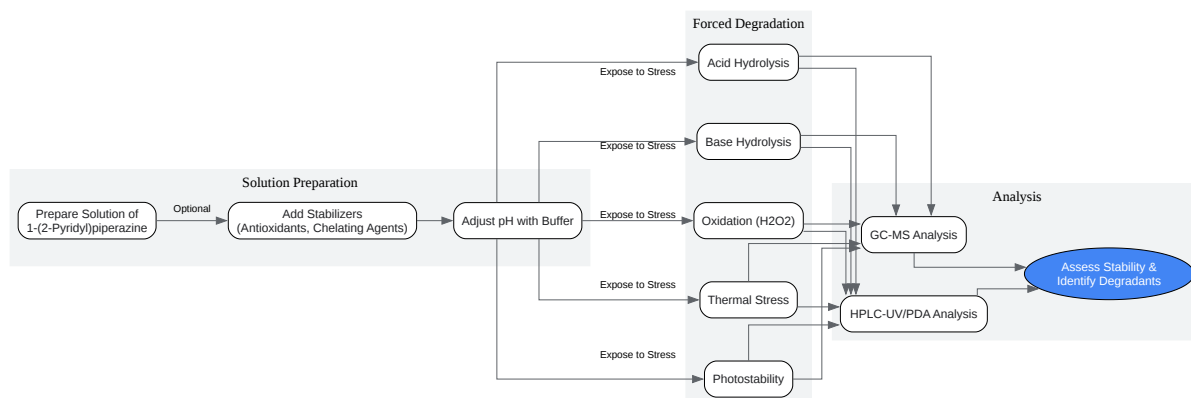 Forced Degradation
Acid Hydrolysis
Expose to Stress
Base Hydrolysis
Expose to Stress
Solution Preparation
Analysis
Prepare Solution of
1-(2-Pyridyl)piperazine
Optional
Add Stabilizers
(Antioxidants, Chelating Agents)
Adjust pH with Buffer
Expose to Stress
Oxidation (H2O2)
GC-MS Analysis
Assess Stability &
Identify Degradants
Expose to Stress
Thermal Stress
HPLC-UV/PDA Analysis
Expose to Stress
Photostability